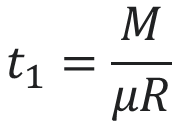 t₁ = M / μR